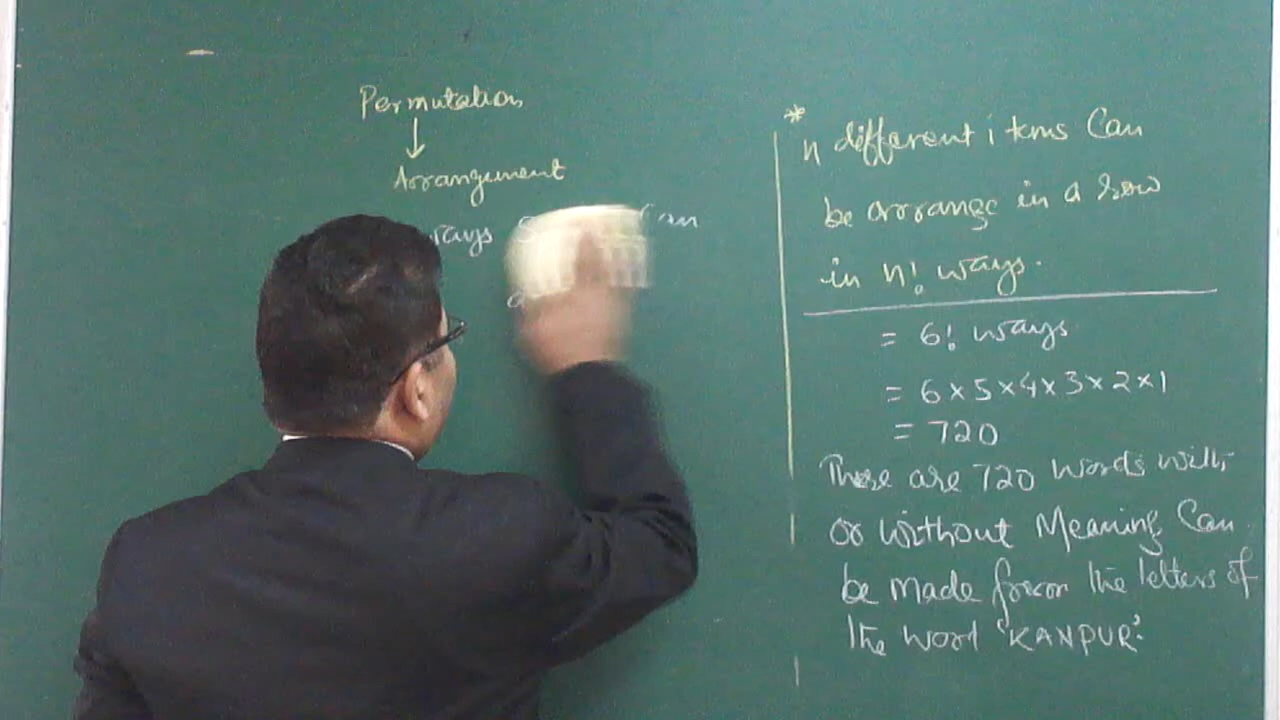 Permutation
↓
Arrangement
ways Can
*
n different items Can
be arrange in a row
in n! ways.
= 6! ways
= 6×5×4×3×2×1
= 720
There are 720 words with
or without Meaning Can
be made from the letters of
the word 'KANPUR'.